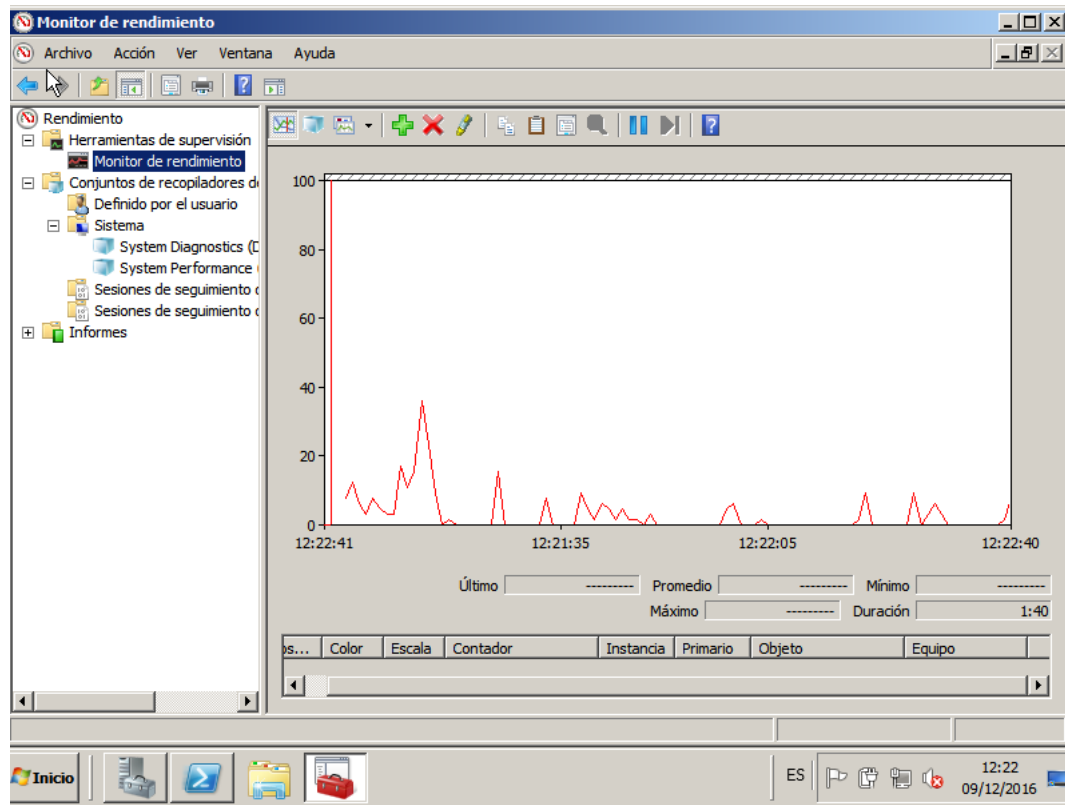 Monitor de rendimiento
Archivo Acción Ver Ventana Ayuda
Rendimiento
Herramientas de supervisión
Monitor de rendimiento
Conjuntos de recopiladores de
Definido por el usuario
Sistema
System Diagnostics (D
System Performance (
Sesiones de seguimiento d
Sesiones de seguimiento d
Informes
100
80
60
40
20
0
12:22:41 12:21:35 12:22:05 12:22:40
Último --------- Promedio --------- Mínimo ---------
Máximo --------- Duración 1:40
os... Color Escala Contador Instancia Primario Objeto Equipo
Inicio ES 12:22
09/12/2016